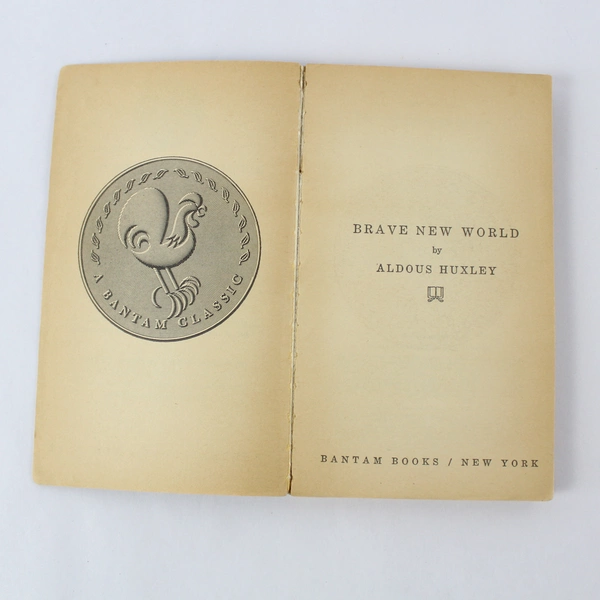 A BANTAM CLASSIC
BRAVE NEW WORLD
by
ALDOUS HUXLEY
BANTAM BOOKS / NEW YORK